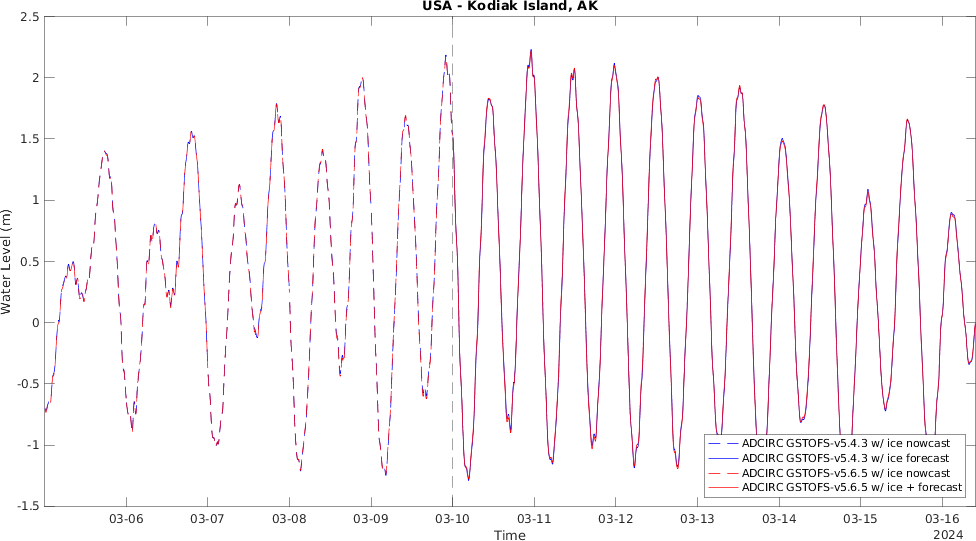 USA - Kodiak Island, AK
2.5
2
1.5
1
0.5
0
-0.5
-1
-1.5
Water Level (m)
ADCIRC GSTOFS-v5.4.3 w/ ice nowcast
ADCIRC GSTOFS-v5.4.3 w/ ice forecast
ADCIRC GSTOFS-v5.6.5 w/ ice nowcast
ADCIRC GSTOFS-v5.6.5 w/ ice + forecast
03-06 03-07 03-08 03-09 03-10 03-11 03-12 03-13 03-14 03-15 03-16
Time
2024